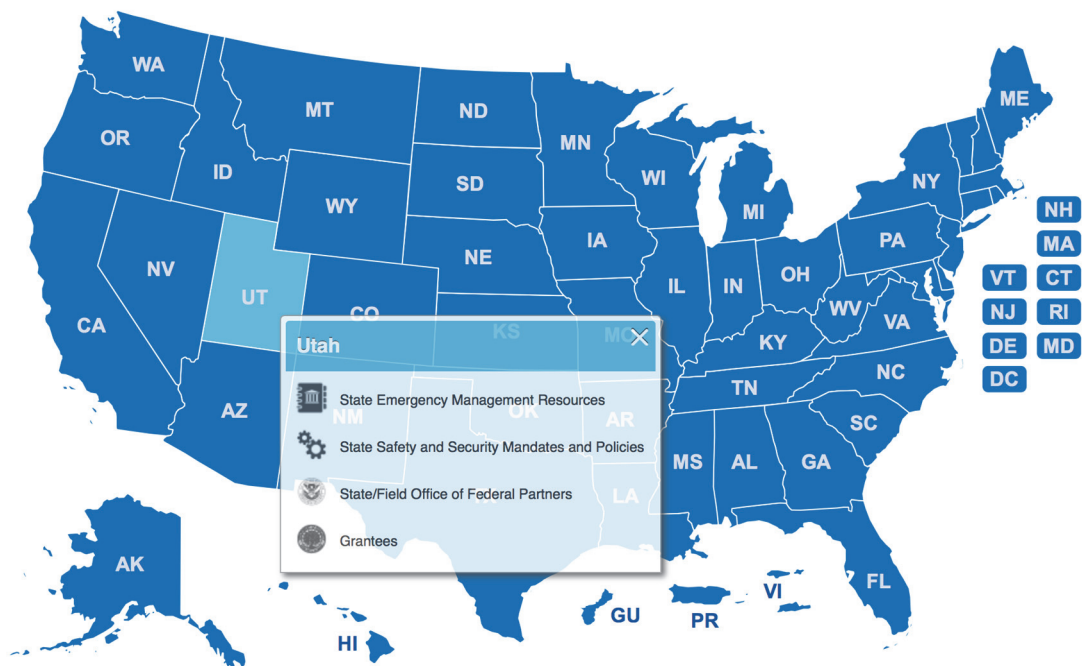 WA
MT
ND
MN
ME
OR
ID
SD
WI
NY
WY
MI
NH
IA
PA
MA
NE
NV
UT
IL
IN
OH
VT
CT
CO
WV
NJ
RI
CA
KS
MO
KY
VA
DE
MD
Utah
NC
TN
DC
State Emergency Management Resources
AZ
NM
OK
AR
SC
State Safety and Security Mandates and Policies
MS
AL
GA
State/Field Office of Federal Partners
TX
LA
Grantees
AK
FL
VI
GU
PR
HI